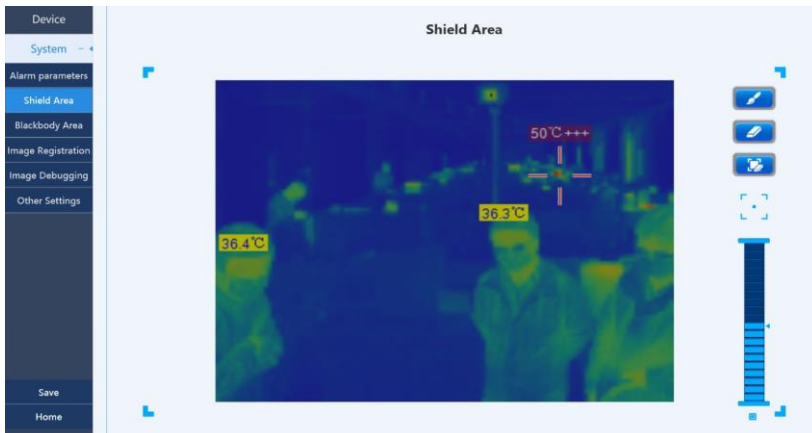 Device
System
Alarm parameters
Shield Area
Blackbody Area
Image Registration
Image Debugging
Other Settings
Save
Home
Shield Area
50℃+++
36.3℃
36.4℃